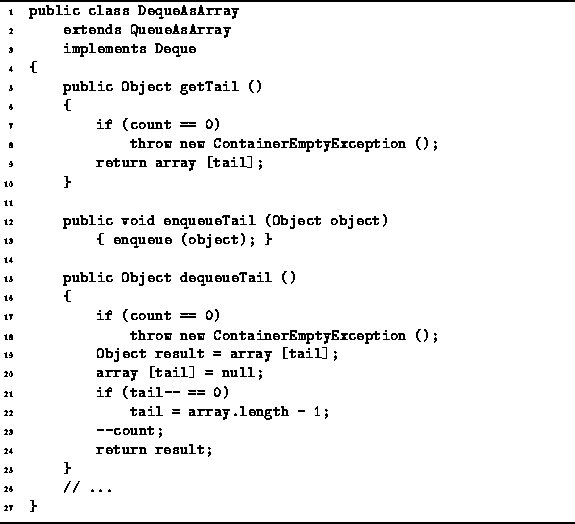 1 public class DequeAsArray
2 extends QueueAsArray
3 implements Deque
4 {
5 public Object getTail ()
6 {
7 if (count == 0)
8 throw new ContainerEmptyException ();
9 return array [tail];
10 }
11
12 public void enqueueTail (Object object)
13 { enqueue (object); }
14
15 public Object dequeueTail ()
16 {
17 if (count == 0)
18 throw new ContainerEmptyException ();
19 Object result = array [tail];
20 array [tail] = null;
21 if (tail-- == 0)
22 tail = array.length - 1;
23 --count;
24 return result;
25 }
26 // ...
27 }